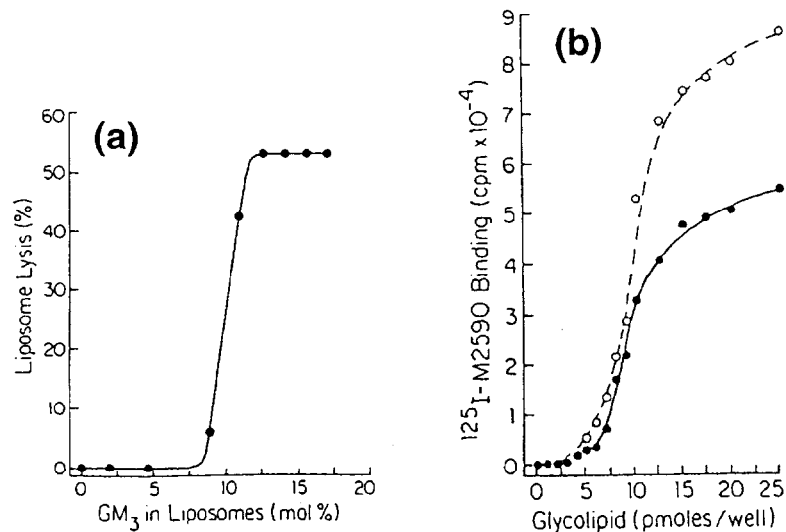 (a)
60
50
40
30
20
10
0
Liposome Lysis (%)
0 5 10 15 20
GM3 in Liposomes (mol %)
(b)
9
8
7
6
5
4
3
2
1
0
125I-M2590 Binding (cpm x 10-4)
0 5 10 15 20 25
Glycolipid (pmoles/well)